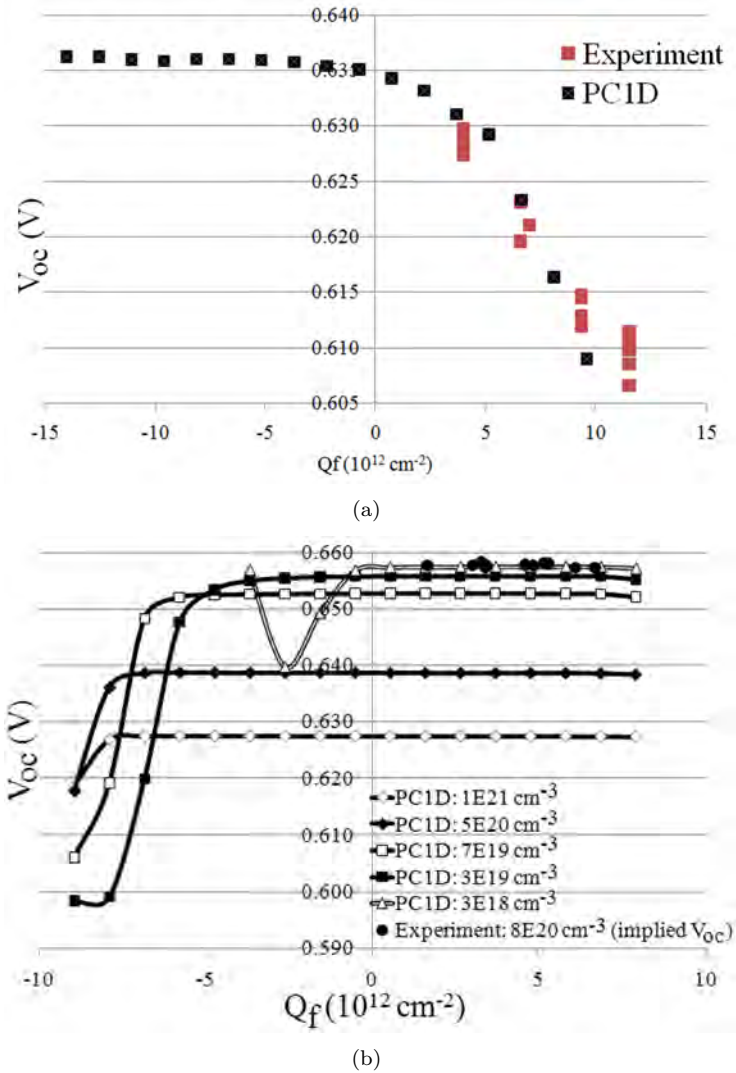 0.640
0.635
0.630
0.625
0.620
0.615
0.610
0.605
Experiment
PC1D
Voc (V)
-15 -10 -5 0 5 10 15
Qf (10¹² cm⁻²)
(a)
0.660
0.650
0.640
0.630
0.620
0.610
0.600
0.590
Voc (V)
PC1D: 1E21 cm⁻³
PC1D: 5E20 cm⁻³
PC1D: 7E19 cm⁻³
PC1D: 3E19 cm⁻³
PC1D: 3E18 cm⁻³
Experiment: 8E20 cm⁻³ (implied Voc)
-10 -5 0 5 10
Qf (10¹² cm⁻²)
(b)